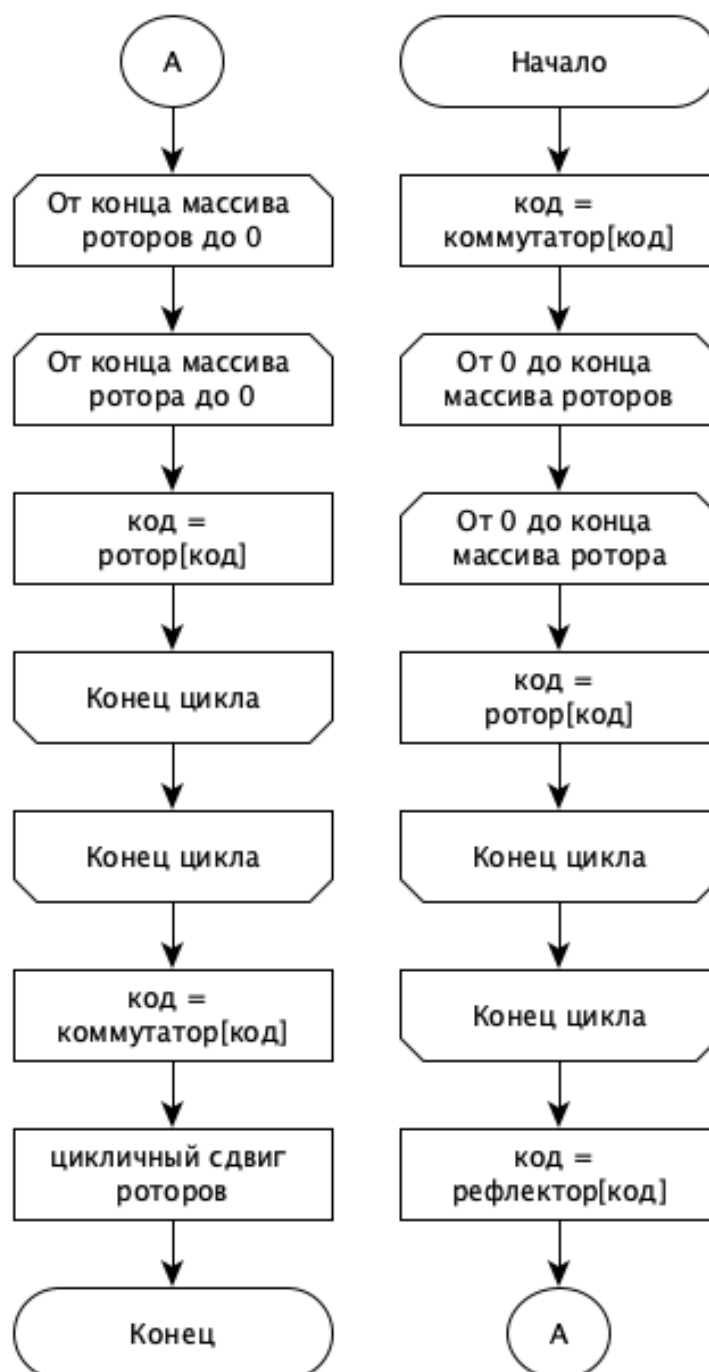 А
От конца массива
роторов до 0
От конца массива
ротора до 0
код =
ротор[код]
Конец цикла
Конец цикла
код =
коммутатор[код]
цикличный сдвиг
роторов
Конец
Начало
код =
коммутатор[код]
От 0 до конца
массива роторов
От 0 до конца
массива ротора
код =
ротор[код]
Конец цикла
Конец цикла
код =
рефлектор[код]
А